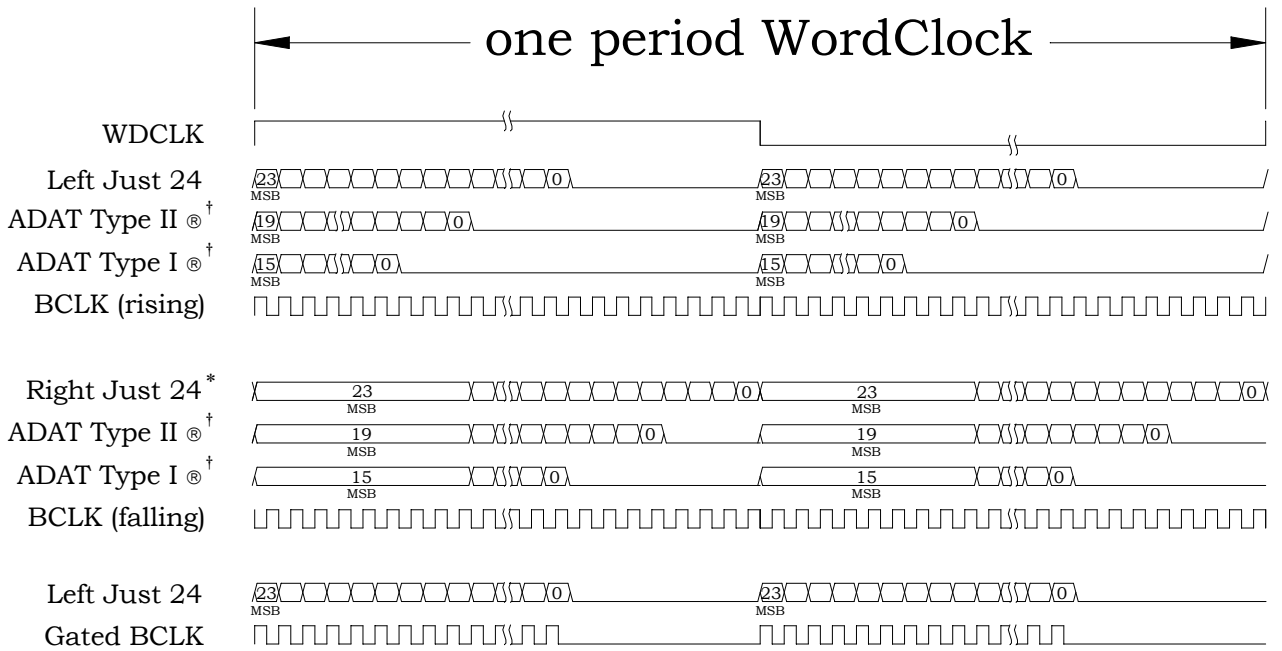 one period WordClock
WDCLK
Left Just 24 23 0 23 0
MSB MSB
ADAT Type II ®† 19 0 19 0
MSB MSB
ADAT Type I ®† 15 0 15 0
MSB MSB
BCLK (rising)
Right Just 24* 23 0 23 0
MSB MSB
ADAT Type II ®† 19 0 19 0
MSB MSB
ADAT Type I ®† 15 0 15 0
MSB MSB
BCLK (falling)
Left Just 24 23 0 23 0
MSB MSB
Gated BCLK